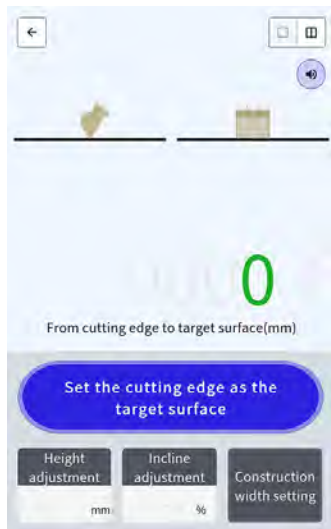 0
From cutting edge to target surface(mm)
Set the cutting edge as the
target surface
Height
adjustment
mm
Incline
adjustment
%
Construction
width setting